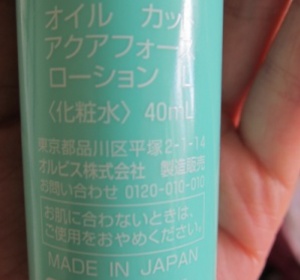 オイル カッ
アクアフォー
ローション L
〈化粧水〉 40mL
東京都品川区平塚2-1-14
オルビス株式会社 製造販売
お問い合わせ 0120-010-010
お肌に合わないときは、
ご使用をおやめください。
MADE IN JAPAN